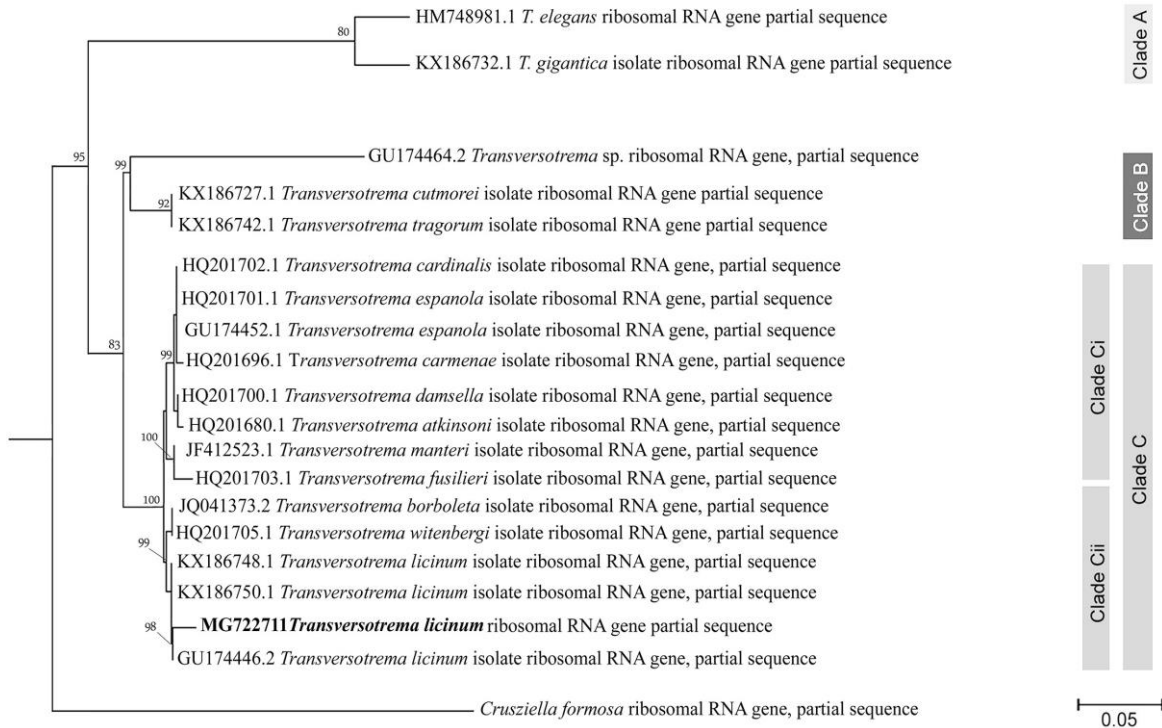 HM748981.1 T. elegans ribosomal RNA gene partial sequence
80
KX186732.1 T. gigantica isolate ribosomal RNA gene partial sequence
Clade A
95
GU174464.2 Transversotrema sp. ribosomal RNA gene, partial sequence
99
KX186727.1 Transversotrema cutmorei isolate ribosomal RNA gene partial sequence
92
KX186742.1 Transversotrema tragorum isolate ribosomal RNA gene partial sequence
Clade B
HQ201702.1 Transversotrema cardinalis isolate ribosomal RNA gene, partial sequence
HQ201701.1 Transversotrema espanola isolate ribosomal RNA gene, partial sequence
GU174452.1 Transversotrema espanola isolate ribosomal RNA gene, partial sequence
83
99
HQ201696.1 Transversotrema carmenae isolate ribosomal RNA gene, partial sequence
HQ201700.1 Transversotrema damsella isolate ribosomal RNA gene, partial sequence
HQ201680.1 Transversotrema atkinsoni isolate ribosomal RNA gene, partial sequence
100
JF412523.1 Transversotrema manteri isolate ribosomal RNA gene, partial sequence
HQ201703.1 Transversotrema fusilieri isolate ribosomal RNA gene, partial sequence
Clade Ci
Clade C
100
JQ041373.2 Transversotrema borboleta isolate ribosomal RNA gene, partial sequence
HQ201705.1 Transversotrema witenbergi isolate ribosomal RNA gene, partial sequence
99
KX186748.1 Transversotrema licinum isolate ribosomal RNA gene, partial sequence
KX186750.1 Transversotrema licinum isolate ribosomal RNA gene, partial sequence
98
MG722711Transversotrema licinum ribosomal RNA gene partial sequence
GU174446.2 Transversotrema licinum isolate ribosomal RNA gene, partial sequence
Clade Cii
Crusziella formosa ribosomal RNA gene, partial sequence
0.05